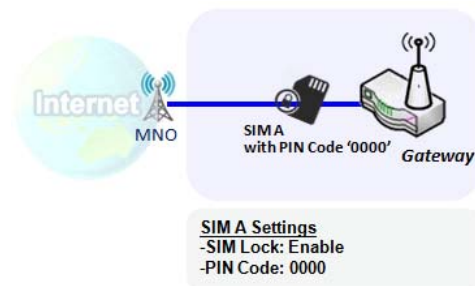 Internet
MNO
SIM A
with PIN Code ‘0000’
Gateway
SIM A Settings
-SIM Lock: Enable
-PIN Code: 0000